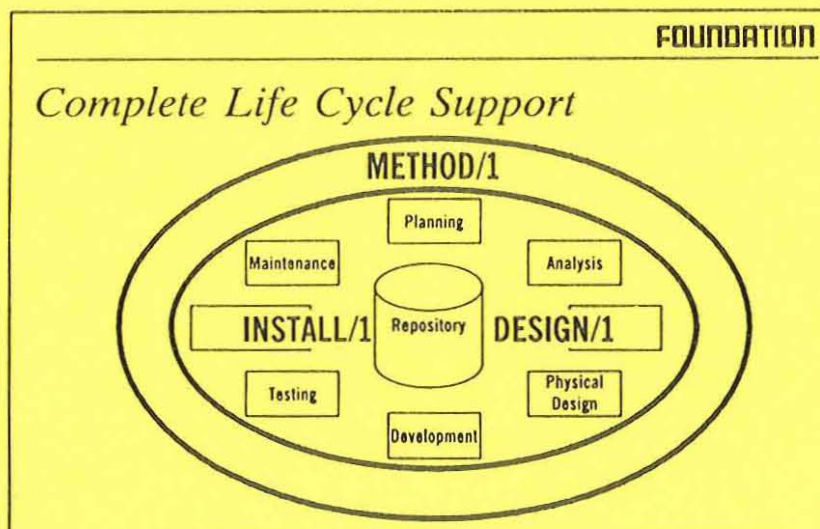 FOUNDATION
Complete Life Cycle Support
METHOD/1
Planning
Maintenance
Analysis
INSTALL/1
Repository
DESIGN/1
Testing
Physical
Design
Development